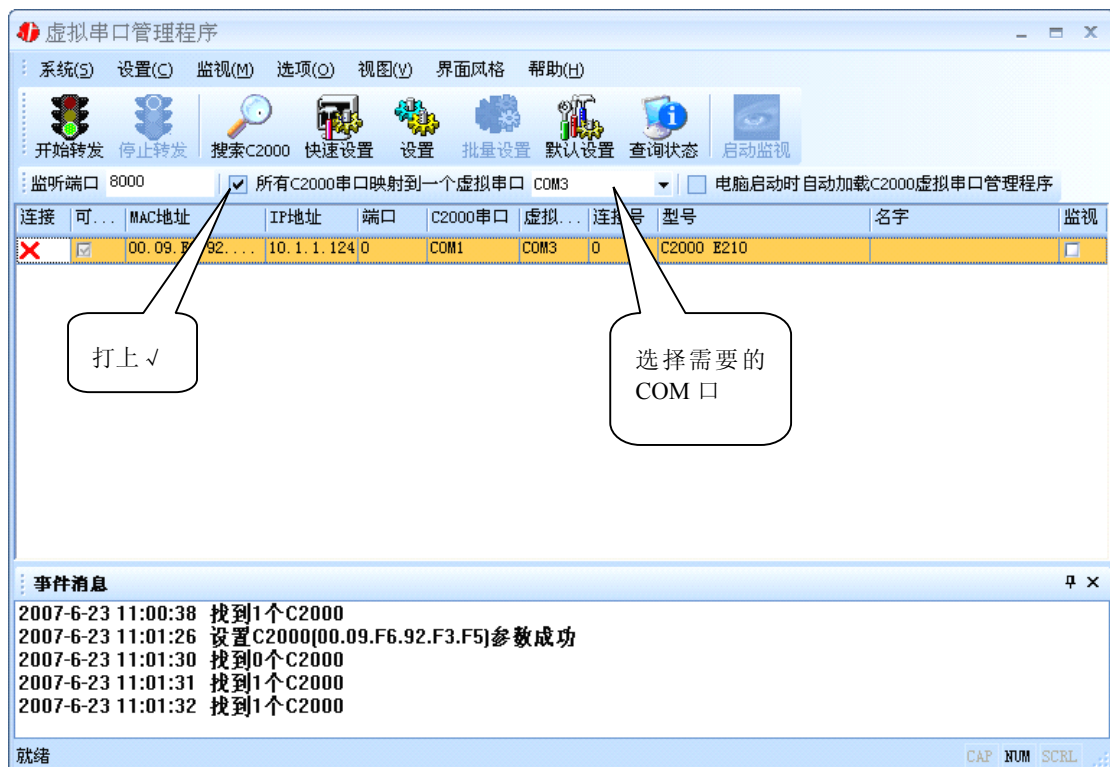 虚拟串口管理程序
系统(S) 设置(C) 监视(M) 选项(O) 视图(V) 界面风格 帮助(H)
开始转发 停止转发 搜索C2000 快速设置 设置 批量设置 默认设置 查询状态 启动监视
监听端口 8000 所有C2000串口映射到一个虚拟串口 COM3 电脑启动时自动加载C2000虚拟串口管理程序
连接 可... MAC地址 IP地址 端口 C2000串口 虚拟... 型号 名字 监视
10.1.1.124 0 COM1 COM3 0 C2000 E210
打上√
选择需要的
COM 口
事件消息
2007-6-23 11:00:38 找到1个C2000
2007-6-23 11:01:26 设置C2000[00.09.F6.92.F3.F5]参数成功
2007-6-23 11:01:30 找到0个C2000
2007-6-23 11:01:31 找到1个C2000
2007-6-23 11:01:32 找到1个C2000
就绪 CAP NUM SCRL